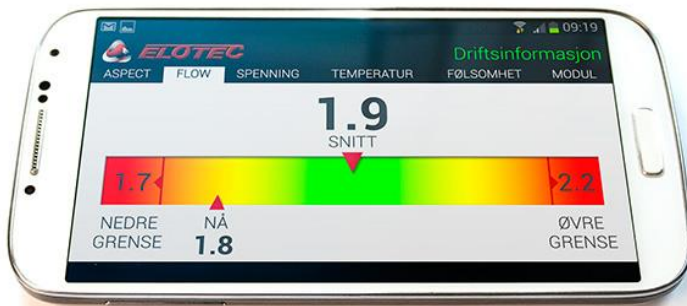 09:19
ELOTEC
Driftsinformasjon
ASPECT FLOW SPENNING TEMPERATUR FØLSOMHET MODUL
1.9
SNITT
1.7 2.2
NEDRE GRENSE
NÅ
1.8
ØVRE GRENSE